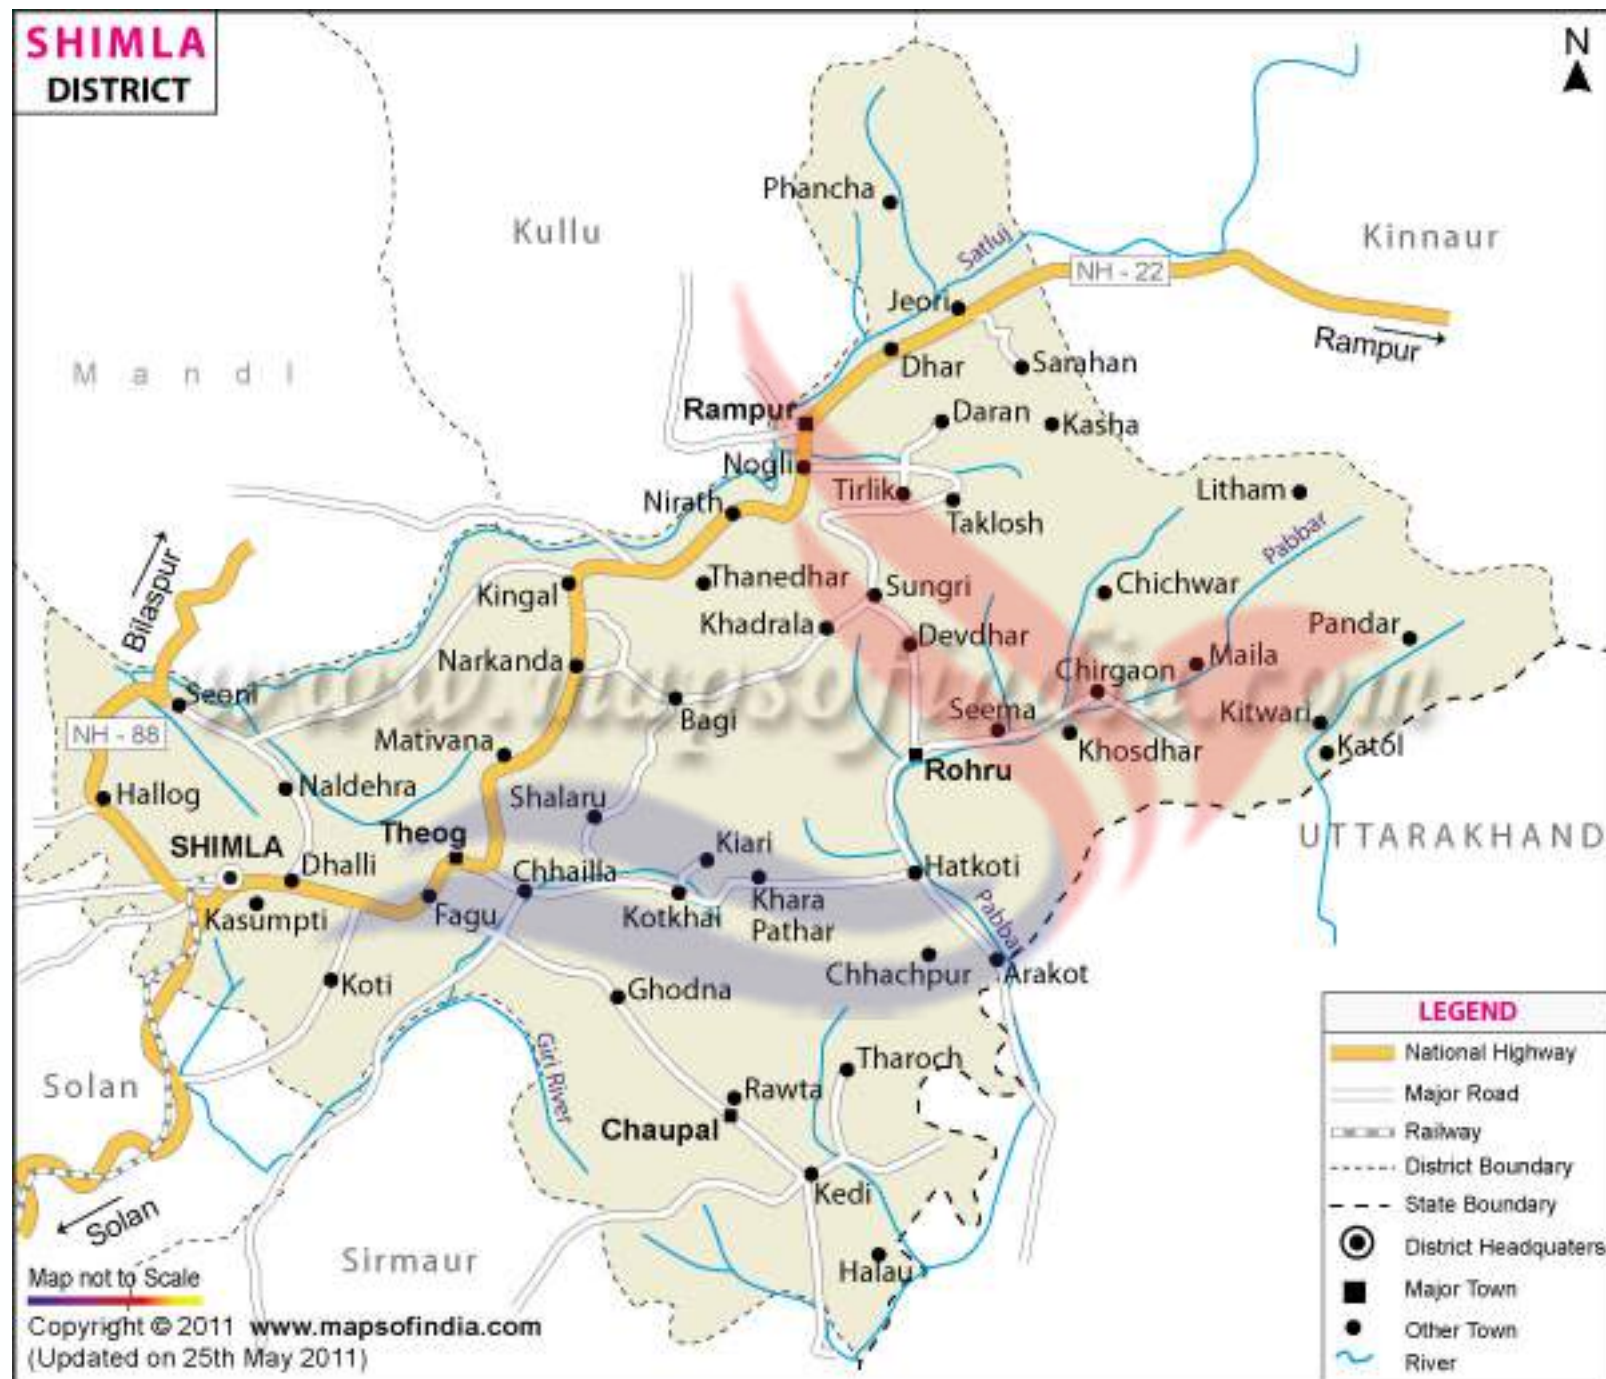 SHIMLA
DISTRICT
N
Phancha
Kullu
Kinnaur
Satluj
NH - 22
Jeori
Rampur
Mandi
Dhar
Sarahan
Rampur
Daran
Kasha
Nogli
Tirlik
Litham
Nirath
Taklosh
Pabbar
Bilaspur
Kingal
Thanedhar
Sungri
Chichwar
Khadrala
Devdhar
Pandar
Narkanda
Chirgaon
Maila
www.mapsofindia.com
Seoni
Bagi
Seema
Kitwari
NH - 88
Mativana
Khosdhar
Katol
Rohru
Naldehra
Hallog
Shalaru
Theog
UTTARAKHAND
SHIMLA
Kiari
Dhalli
Chhailla
Hatkoti
Kasumpti
Fagu
Kotkhai
Khara
Pathar
Pabbar
Koti
Ghodna
Chhachpur
Arakot
Giri River
Tharoch
Solan
Rawta
Chaupal
Kedi
Solan
Sirmaur
Halau
LEGEND
National Highway
Major Road
Railway
District Boundary
State Boundary
District Headquaters
Major Town
Other Town
River
Map not to Scale
Copyright © 2011 www.mapsofindia.com
(Updated on 25th May 2011)